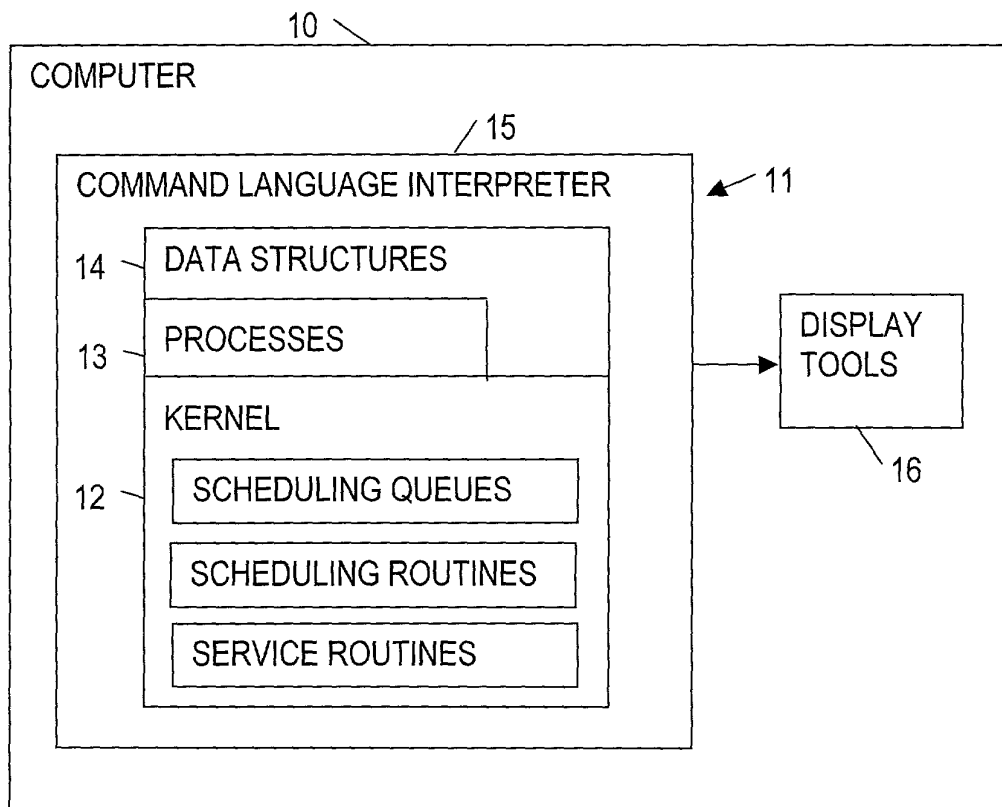 10
COMPUTER
15
COMMAND LANGUAGE INTERPRETER
11
14
DATA STRUCTURES
13
PROCESSES
DISPLAY
TOOLS
KERNEL
16
12
SCHEDULING QUEUES
SCHEDULING ROUTINES
SERVICE ROUTINES